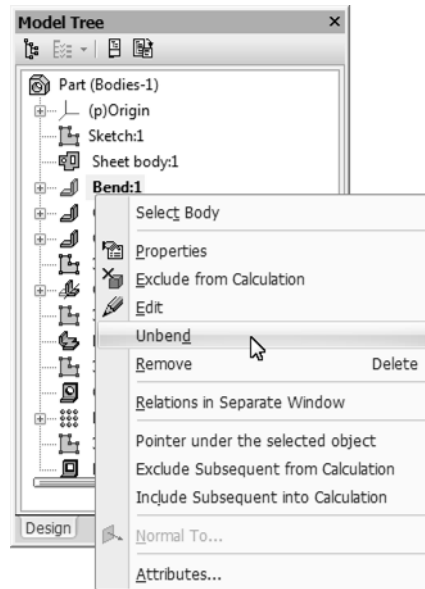 Model Tree
Part (Bodies-1)
(p)Origin
Sketch:1
Sheet body:1
Bend:1
Select Body
Properties
Exclude from Calculation
Edit
Unbend
Remove Delete
Relations in Separate Window
Pointer under the selected object
Exclude Subsequent from Calculation
Include Subsequent into Calculation
Design
Normal To...
Attributes...